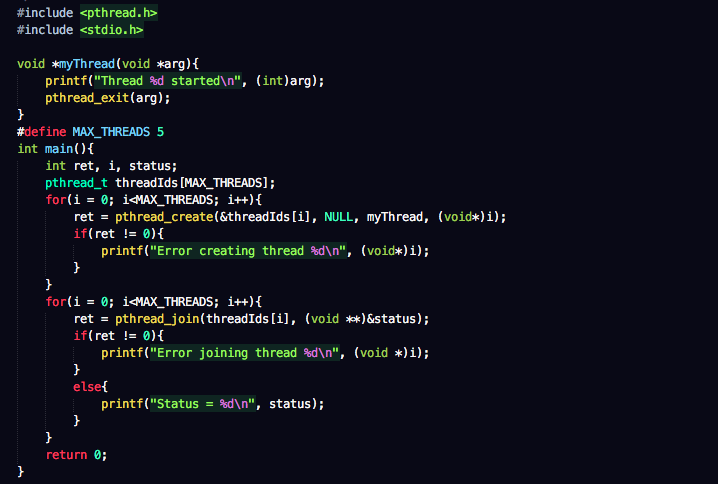 #include <pthread.h>
#include <stdio.h>

void *myThread(void *arg){
    printf("Thread %d started\n", (int)arg);
    pthread_exit(arg);
}
#define MAX_THREADS 5
int main(){
    int ret, i, status;
    pthread_t threadIds[MAX_THREADS];
    for(i = 0; i<MAX_THREADS; i++){
        ret = pthread_create(&threadIds[i], NULL, myThread, (void*)i);
        if(ret != 0){
            printf("Error creating thread %d\n", (void*)i);
        }
    }
    for(i = 0; i<MAX_THREADS; i++){
        ret = pthread_join(threadIds[i], (void **)&status);
        if(ret != 0){
            printf("Error joining thread %d\n", (void *)i);
        }
        else{
            printf("Status = %d\n", status);
        }
    }
    return 0;
}